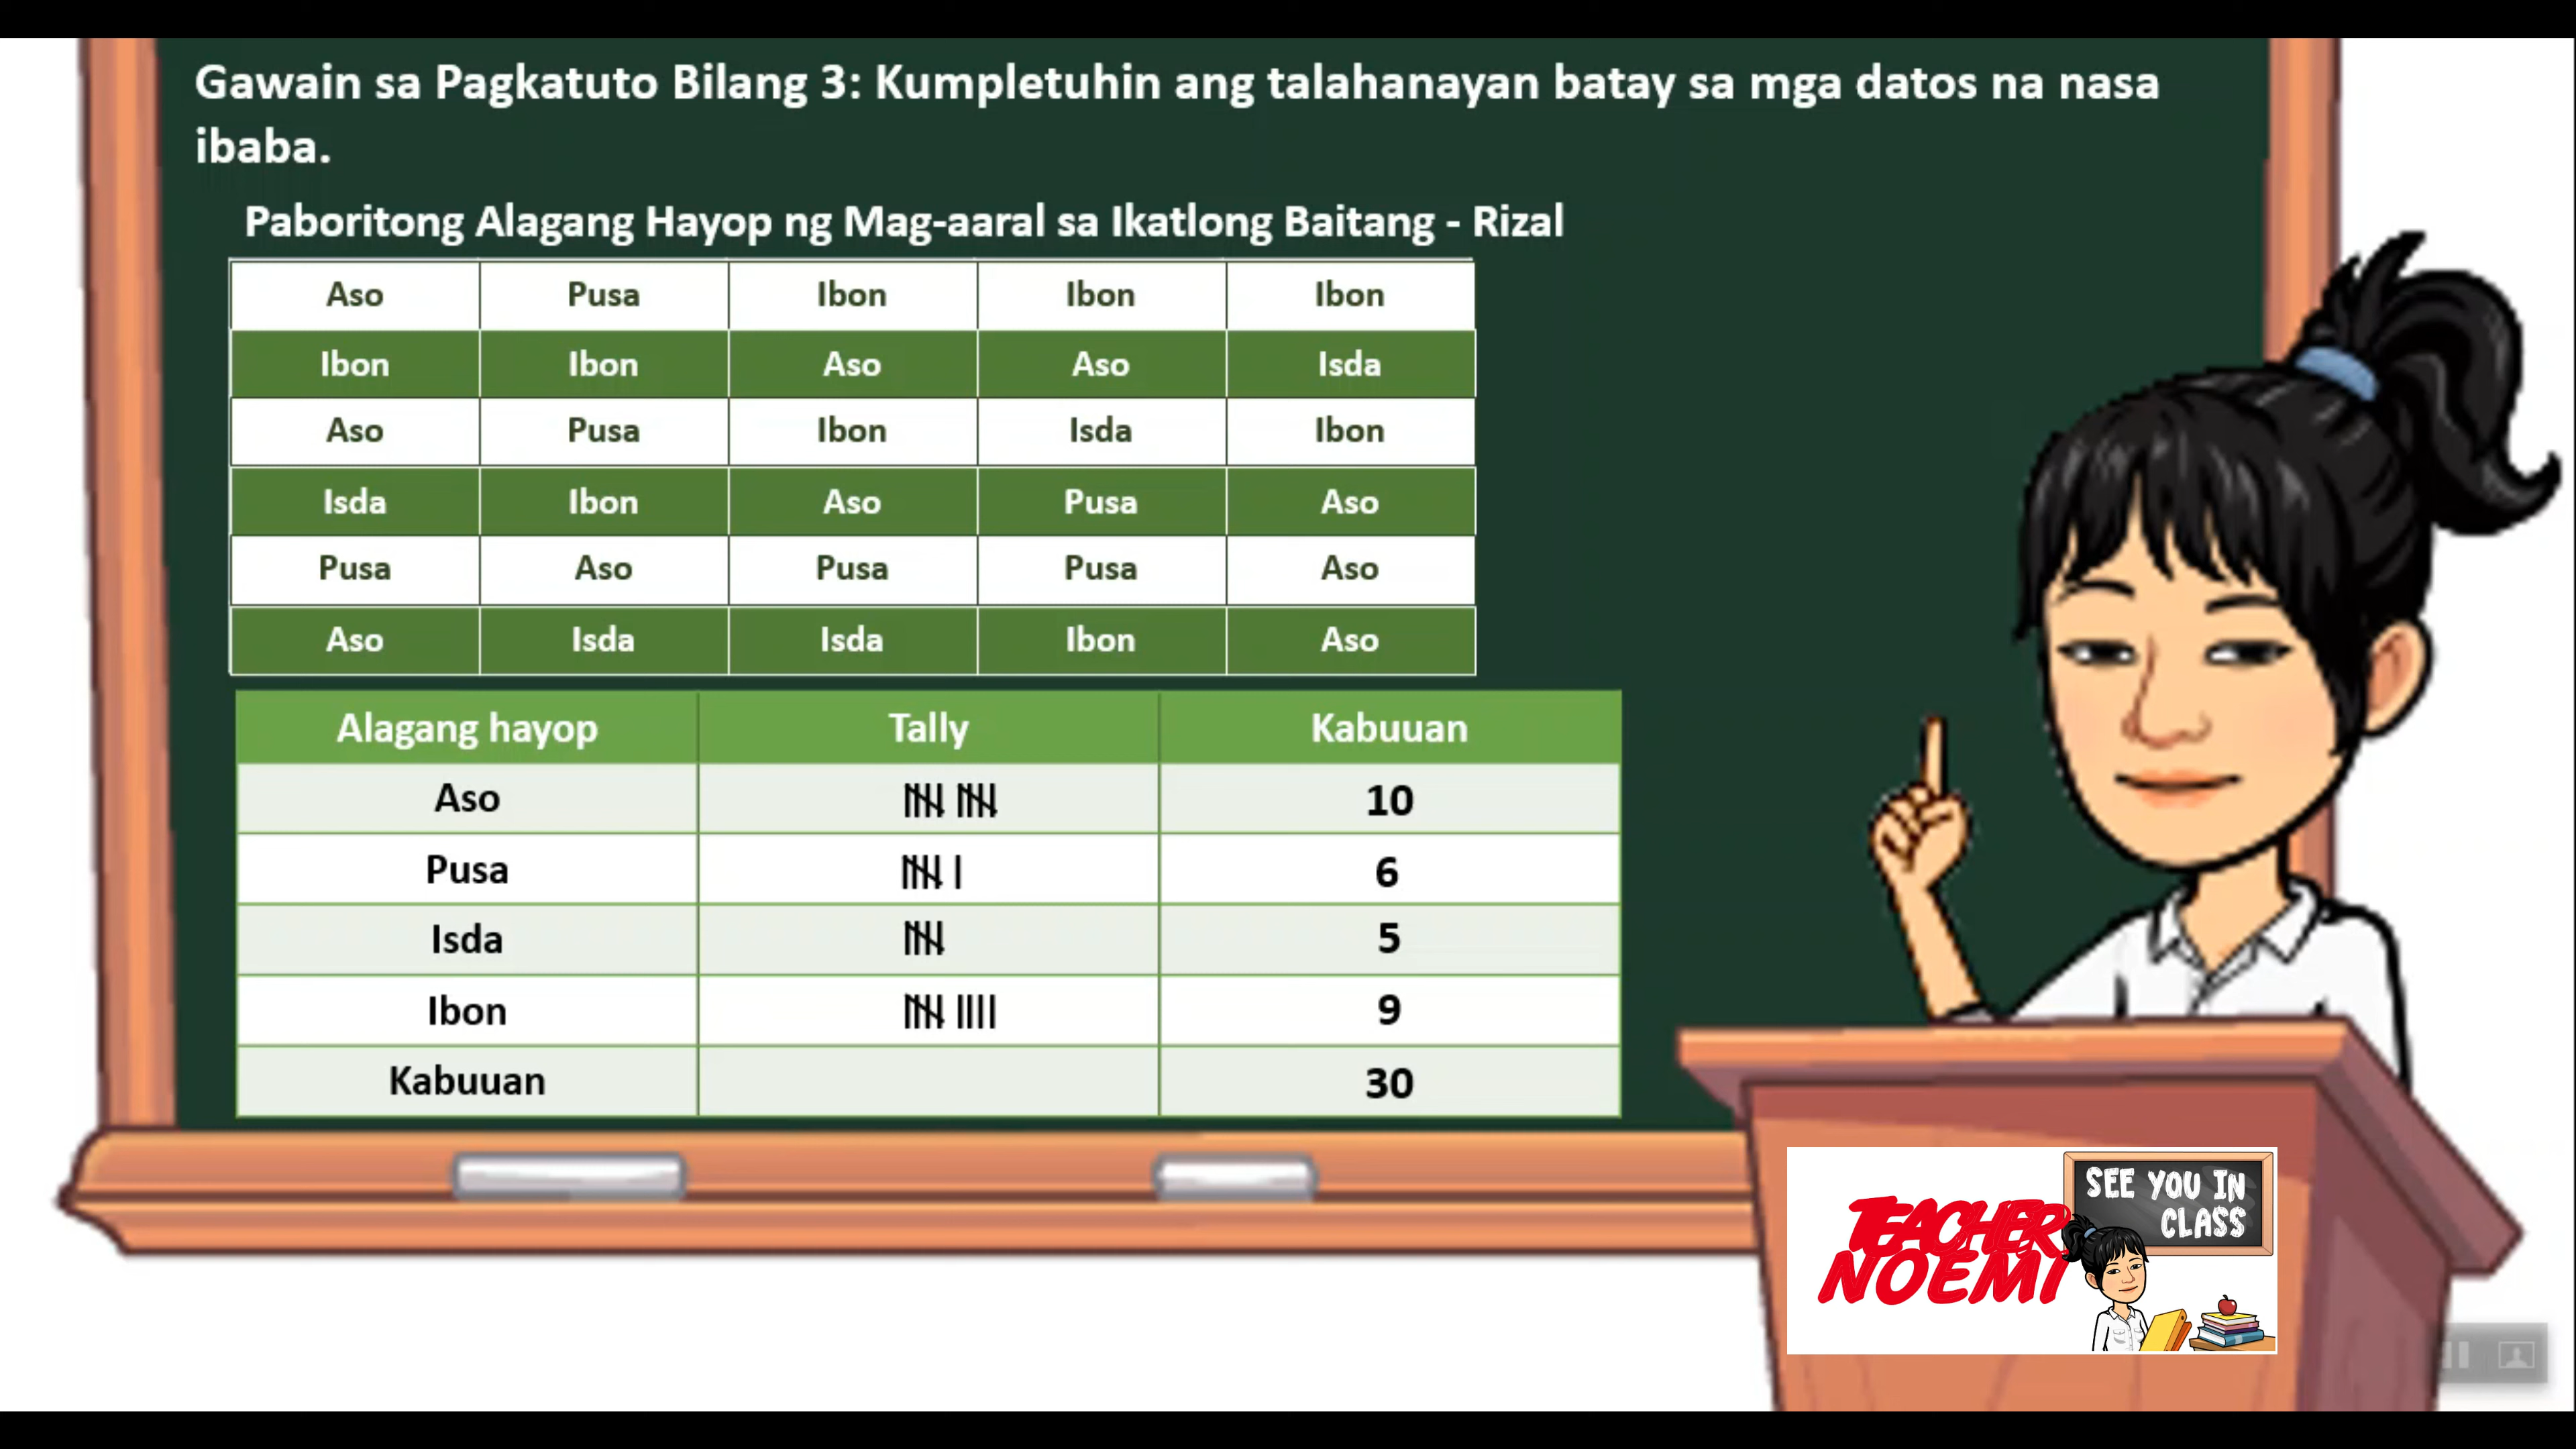 Gawain sa Pagkatuto Bilang 3: Kumpletuhin ang talahanayan batay sa mga datos na nasa
ibaba.
Paboritong Alagang Hayop ng Mag-aaral sa Ikatlong Baitang - Rizal
Aso Pusa Ibon Ibon Ibon
Ibon Ibon Aso Aso Isda
Aso Pusa Ibon Isda Ibon
Isda Ibon Aso Pusa Aso
Pusa Aso Pusa Pusa Aso
Aso Isda Isda Ibon Aso
Alagang hayop Tally Kabuuan
Aso 10
Pusa 6
Isda 5
Ibon 9
Kabuuan 30
SEE YOU IN
CLASS
TEACHER
NOEMI